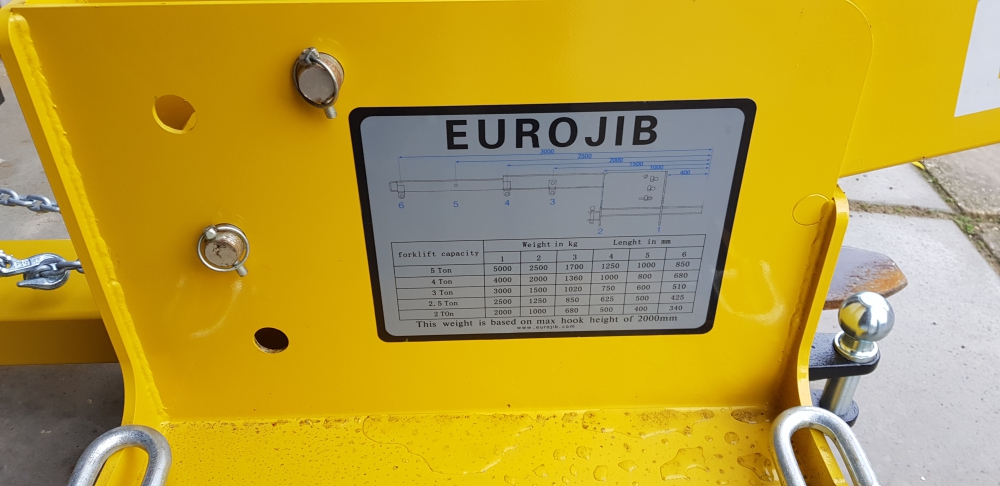 EUROJIB
3000
2500
2000
1500 1000
400
6 5 4 3
2 1
forklift capacity Weight in kg Lenght in mm
1 2 3 4 5 6
5 Ton 5000 2500 1700 1250 1000 850
4 Ton 4000 2000 1360 1000 800 680
3 Ton 3000 1500 1020 750 600 510
2.5 Ton 2500 1250 850 625 500 425
2 TOn 2000 1000 680 500 400 340
This weight is based on max hook height of 2000mm
www.eurojib.com